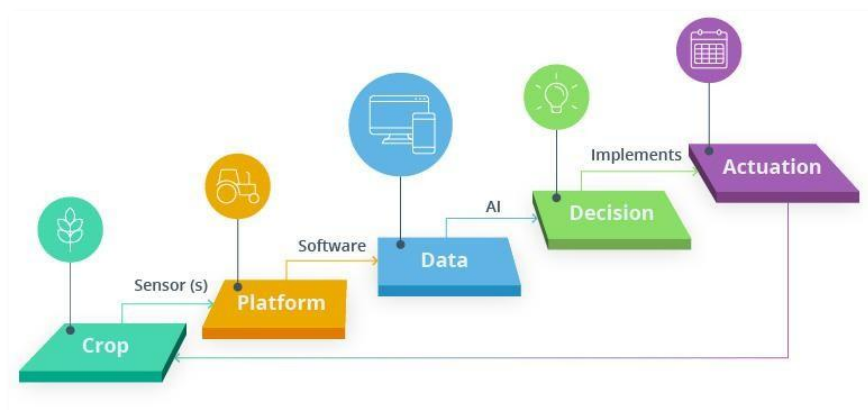 Crop
Sensor (s)
Platform
Software
Data
AI
Decision
Implements
Actuation